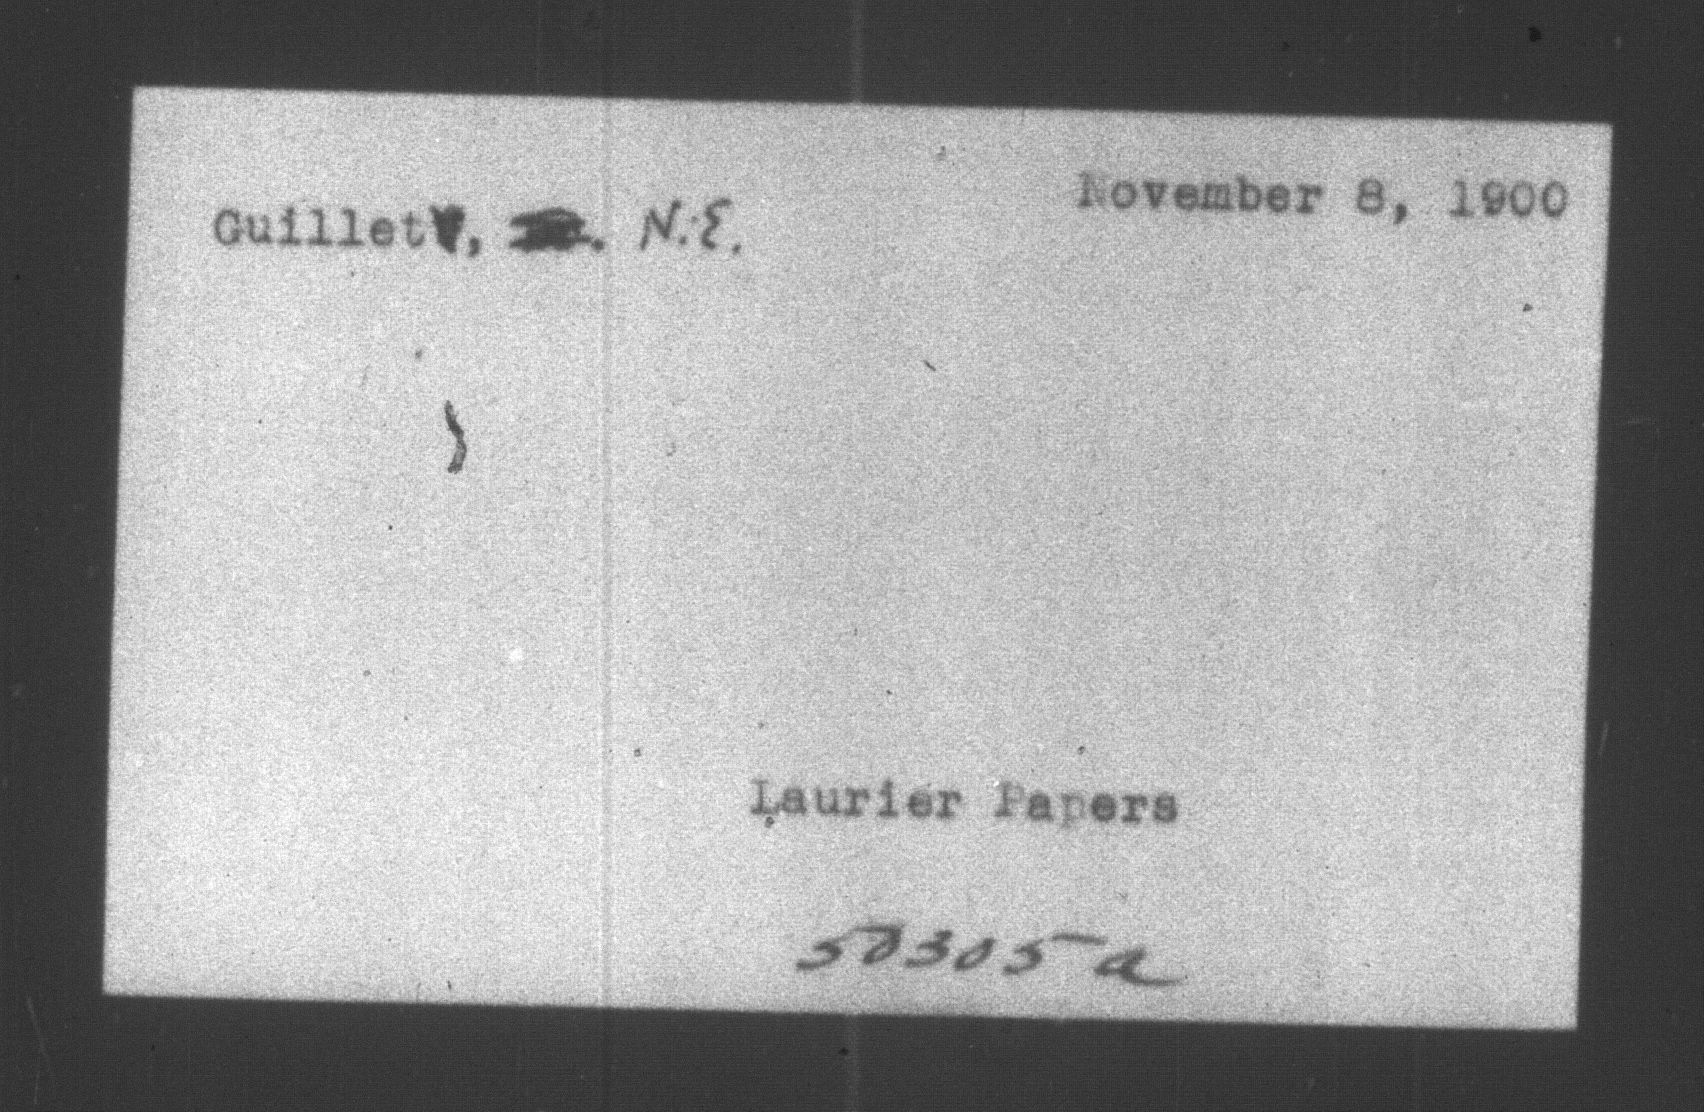 November 8, 1900
Guillet, N.E.
Laurier Papers
50305a